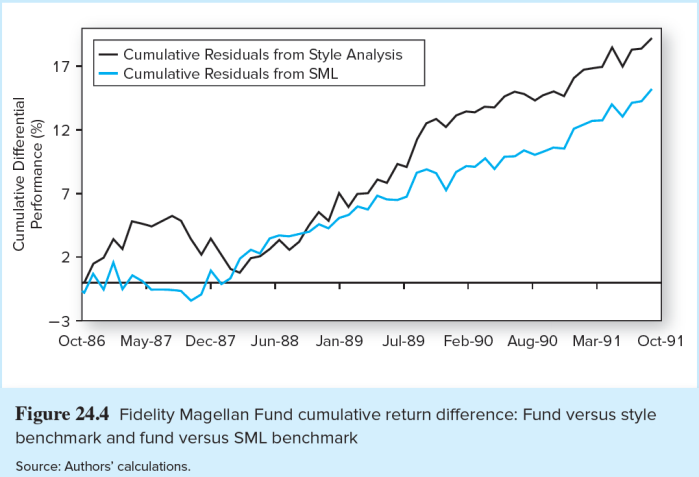 Cumulative Residuals from Style Analysis
Cumulative Residuals from SML
Cumulative Differential
Performance (%)
17
12
7
2
−3
Oct-86 May-87 Dec-87 Jun-88 Jan-89 Jul-89 Feb-90 Aug-90 Mar-91 Oct-91
Figure 24.4 Fidelity Magellan Fund cumulative return difference: Fund versus style
benchmark and fund versus SML benchmark
Source: Authors’ calculations.